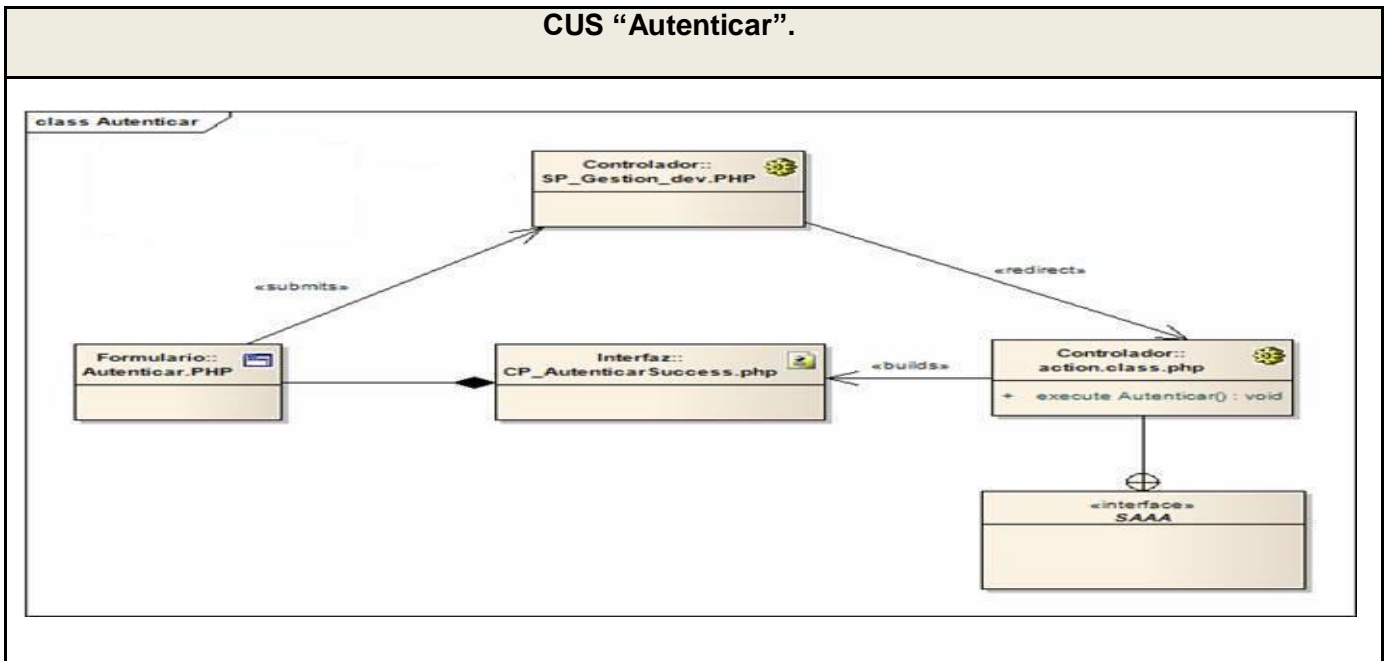 CUS “Autenticar”.
class Autenticar
Controlador::
SP_Gestion_dev.PHP
«submits»
«redirect»
Formulario::
Autenticar.PHP
Interfaz::
CP_AutenticarSuccess.php
«builds»
Controlador::
action.class.php
+ execute Autenticar() : void
«interface»
SAAA